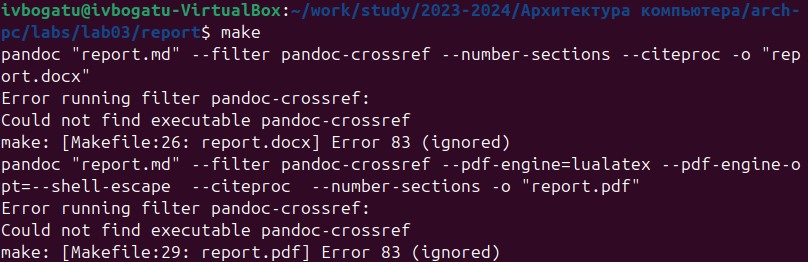 ivbogatu@ivbogatu-VirtualBox:~/work/study/2023-2024/Архитектура компьютера/arch-
pc/labs/lab03/report$ make
pandoc "report.md" --filter pandoc-crossref --number-sections --citeproc -o "rep
ort.docx"
Error running filter pandoc-crossref:
Could not find executable pandoc-crossref
make: [Makefile:26: report.docx] Error 83 (ignored)
pandoc "report.md" --filter pandoc-crossref --pdf-engine=lualatex --pdf-engine-o
pt=--shell-escape  --citeproc  --number-sections -o "report.pdf"
Error running filter pandoc-crossref:
Could not find executable pandoc-crossref
make: [Makefile:29: report.pdf] Error 83 (ignored)